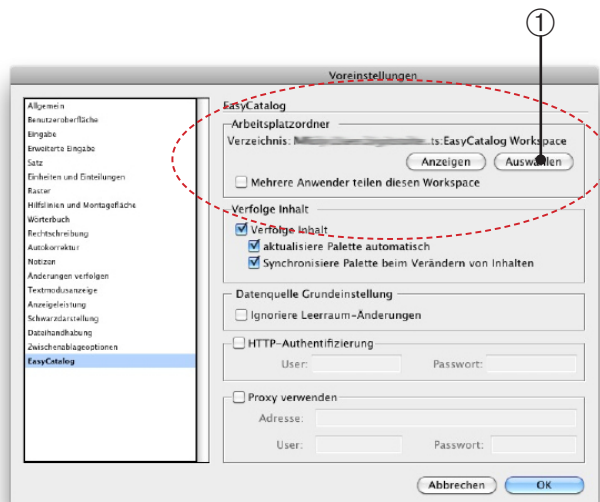 1
Voreinstellungen
Allgemein
Benutzeroberfläche
Eingabe
Erweiterte Eingabe
Satz
Einheiten und Einteilungen
Raster
Hilfslinien und Montagefläche
Wörterbuch
Rechtschreibung
Autokorrektur
Notizen
Änderungen verfolgen
Textmodusanzeige
Anzeigeleistung
Schwarzdarstellung
Dateihandhabung
Zwischenablageoptionen
EasyCatalog
EasyCatalog
Arbeitsplatzordner
Verzeichnis: ts:EasyCatalog Workspace
Anzeigen Auswählen
Mehrere Anwender teilen diesen Workspace
Verfolge Inhalt
Verfolge Inhalt
aktualisiere Palette automatisch
Synchronisiere Palette beim Verändern von Inhalten
Datenquelle Grundeinstellung
Ignoriere Leerraum-Änderungen
HTTP-Authentifizierung
User: Passwort:
Proxy verwenden
Adresse:
User: Passwort:
Abbrechen OK